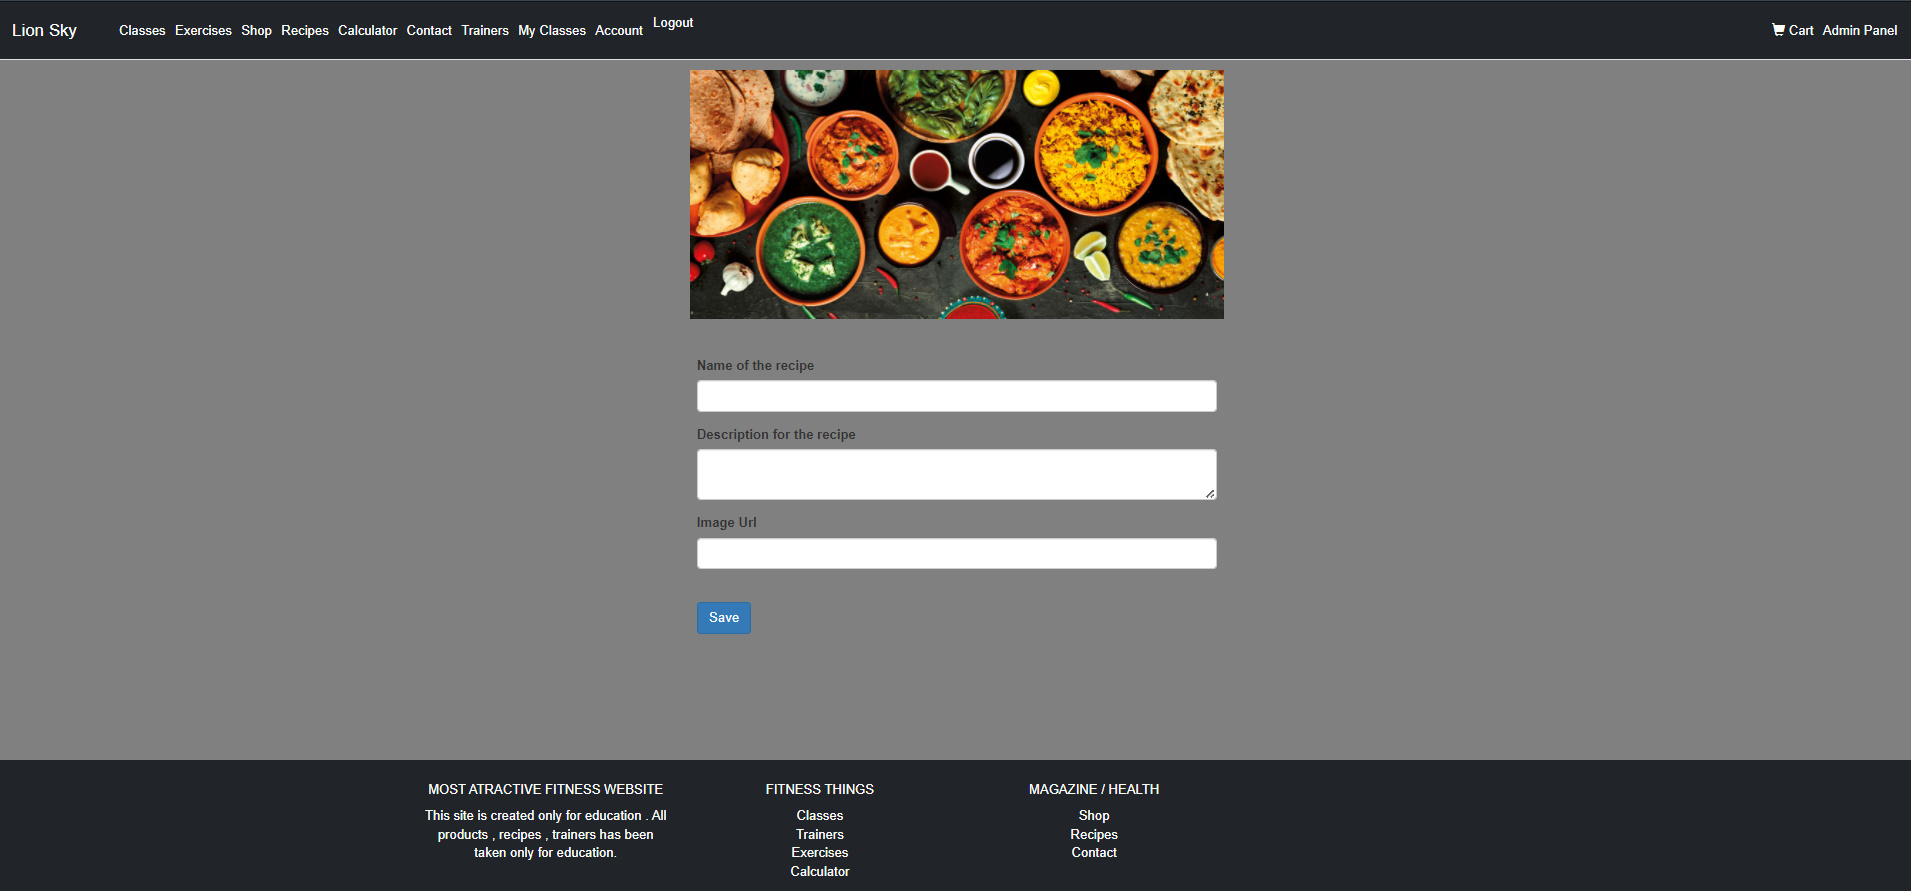 Lion Sky Classes Exercises Shop Recipes Calculator Contact Trainers My Classes Account Logout Cart Admin Panel
Name of the recipe
Description for the recipe
Image Url
Save
MOST ATRACTIVE FITNESS WEBSITE
This site is created only for education . All
products , recipes , trainers has been
taken only for education.
FITNESS THINGS
Classes
Trainers
Exercises
Calculator
MAGAZINE / HEALTH
Shop
Recipes
Contact